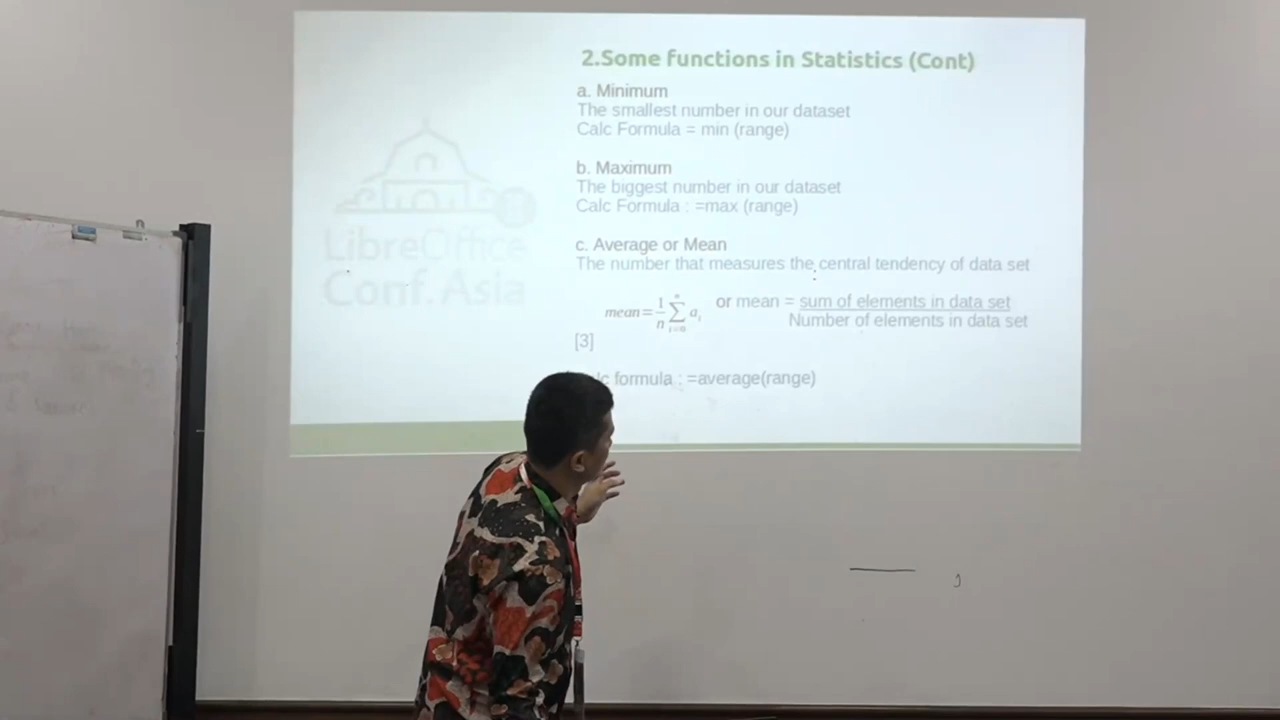 2.Some functions in Statistics (Cont)
a. Minimum
The smallest number in our dataset
Calc Formula = min (range)
b. Maximum
The biggest number in our dataset
Calc Formula : =max (range)
c. Average or Mean
The number that measures the central tendency of data set
mean = 1/n ∑ i=0 n a_i or mean = sum of elements in data set
Number of elements in data set
[3]
formula : =average(range)
LibreOffice
Conf.Asia